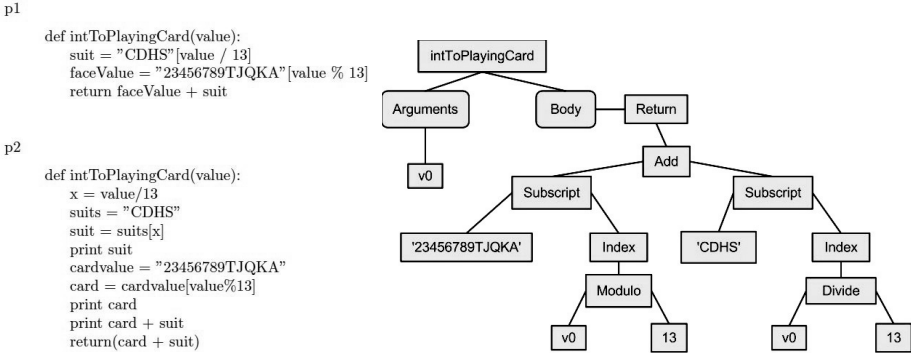 p1
def intToPlayingCard(value):
suit = ”CDHS”[value / 13]
faceValue = ”23456789TJQKA”[value % 13]
return faceValue + suit
p2
def intToPlayingCard(value):
x = value/13
suits = ”CDHS”
suit = suits[x]
print suit
cardvalue = ”23456789TJQKA”
card = cardvalue[value%13]
print card
print card + suit
return(card + suit)
intToPlayingCard
Arguments
Body
Return
v0
Add
Subscript
Subscript
'23456789TJQKA'
Index
'CDHS'
Index
Modulo
Divide
v0
13
v0
13